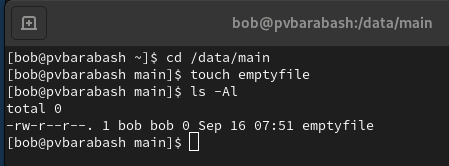 bob@pvbarabash:/data/main
[bob@pvbarabash ~]$ cd /data/main
[bob@pvbarabash main]$ touch emptyfile
[bob@pvbarabash main]$ ls -Al
total 0
-rw-r--r--. 1 bob bob 0 Sep 16 07:51 emptyfile
[bob@pvbarabash main]$